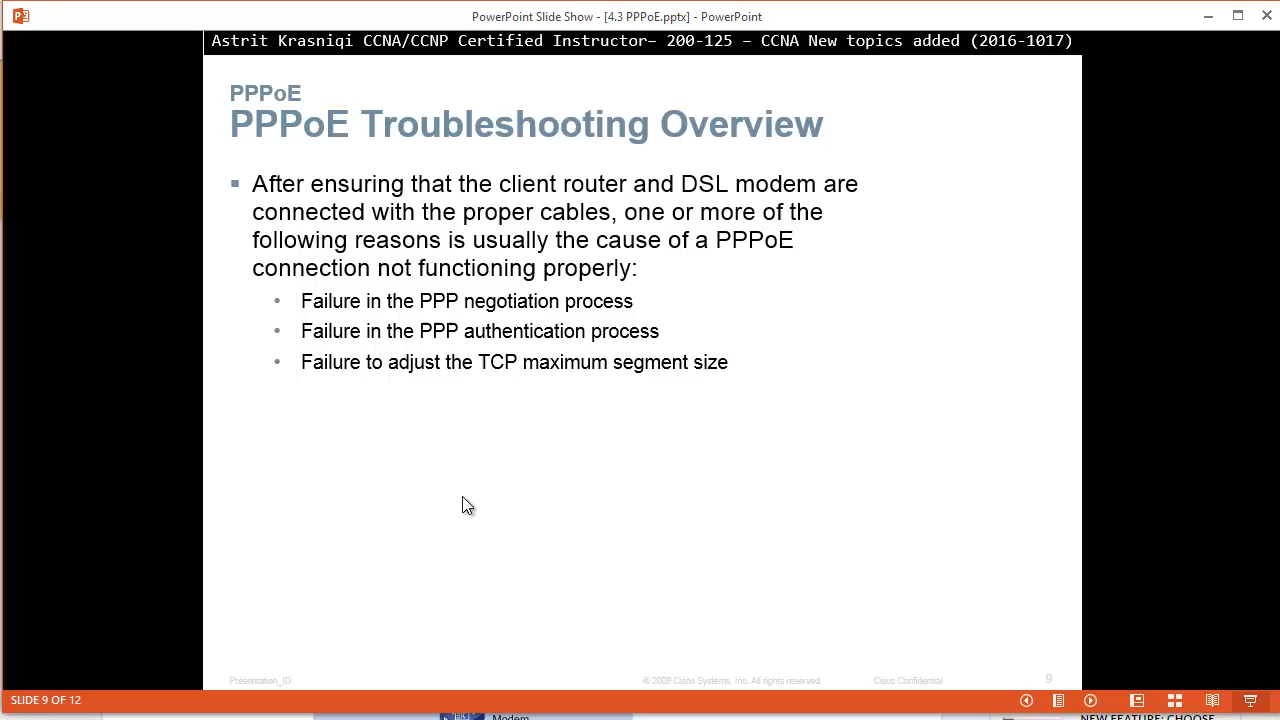 PowerPoint Slide Show - [4.3 PPPoE.pptx] - PowerPoint
Astrit Krasniqi CCNA/CCNP Certified Instructor– 200-125 – CCNA New topics added (2016-1017)
PPPoE
PPPoE Troubleshooting Overview
After ensuring that the client router and DSL modem are
connected with the proper cables, one or more of the
following reasons is usually the cause of a PPPoE
connection not functioning properly:
Failure in the PPP negotiation process
Failure in the PPP authentication process
Failure to adjust the TCP maximum segment size
Presentation_ID
© 2008 Cisco Systems, Inc. All rights reserved.
Cisco Confidential
9
SLIDE 9 OF 12
Modem
NEW FEATURE: CHOOSE